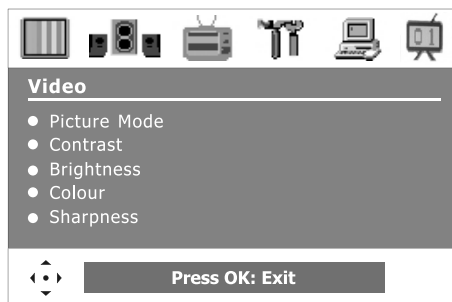 01
Video
Picture Mode
Contrast
Brightness
Colour
Sharpness
Press OK: Exit